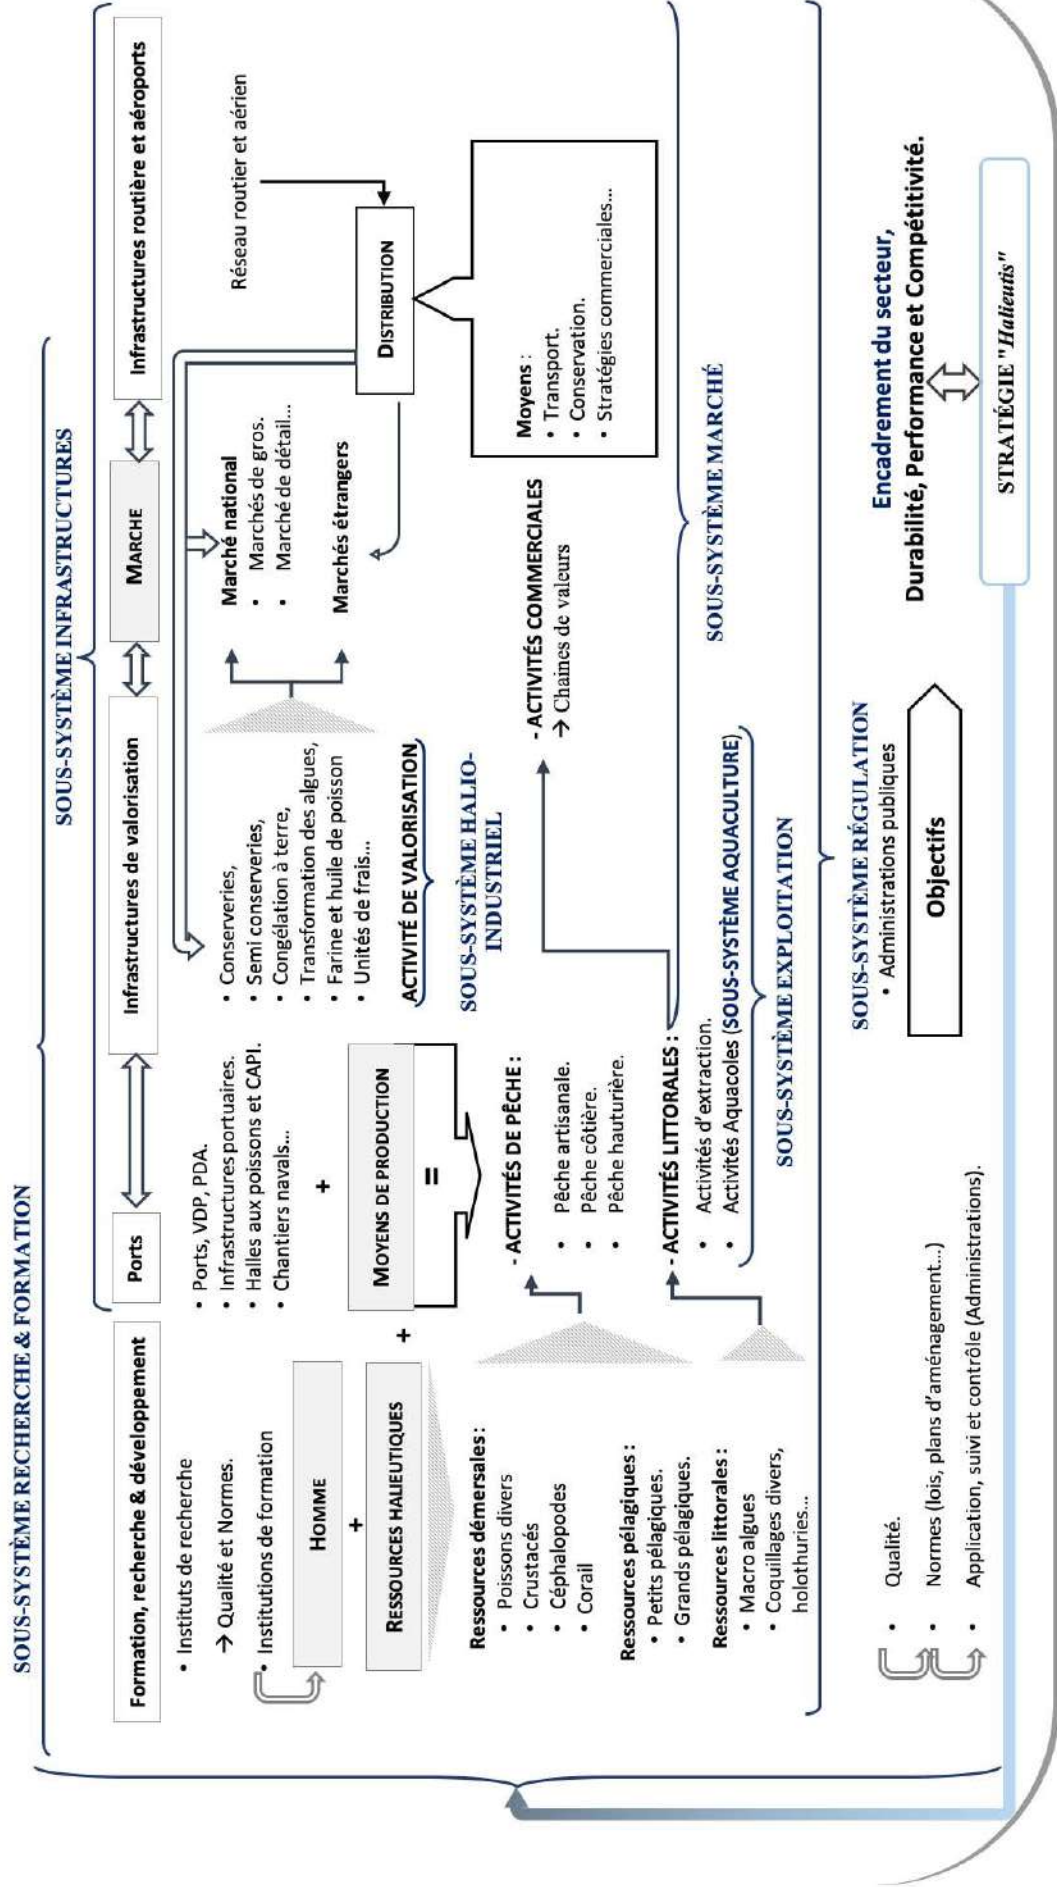 SOUS-SYSTÈME RECHERCHE & FORMATION
SOUS-SYSTÈME INFRASTRUCTURES
Formation, recherche & développement
Ports
Infrastructures de valorisation
MARCHE
Infrastructures routière et aéroports
• Instituts de recherche
→ Qualité et Normes.
• Institutions de formation
HOMME
+
RESSOURCES HALIEUTIQUES
+
• Ports, VDP, PDA.
• Infrastructures portuaires.
• Halles aux poissons et CAPI.
• Chantiers navals...
+
MOYENS DE PRODUCTION
=
• Conserveries,
• Semi conserveries,
• Congélation à terre,
• Transformation des algues,
• Farine et huile de poisson
• Unités de frais...
ACTIVITÉ DE VALORISATION
SOUS-SYSTÈME HALIO-
INDUSTRIEL
Marché national
• Marchés de gros.
• Marché de détail...
Marchés étrangers
Réseau routier et aérien
DISTRIBUTION
Moyens :
• Transport.
• Conservation.
• Stratégies commerciales...
Ressources démersales :
• Poissons divers
• Crustacés
• Céphalopodes
• Corail
Ressources pélagiques :
• Petits pélagiques.
• Grands pélagiques.
Ressources littorales :
• Macro algues
• Coquillages divers,
holothuries...
- ACTIVITÉS DE PÊCHE :
• Pêche artisanale.
• Pêche côtière.
• Pêche hauturière.
- ACTIVITÉS LITTORALES :
• Activités d'extraction.
• Activités Aquacoles (SOUS-SYSTÈME AQUACULTURE)
SOUS-SYSTÈME EXPLOITATION
- ACTIVITÉS COMMERCIALES
→ Chaines de valeurs
SOUS-SYSTÈME MARCHÉ
SOUS-SYSTÈME RÉGULATION
• Administrations publiques
• Qualité.
• Normes (lois, plans d'aménagement...)
• Application, suivi et contrôle (Administrations).
Objectifs
Encadrement du secteur,
Durabilité, Performance et Compétitivité.
STRATÉGIE "Halieutis"